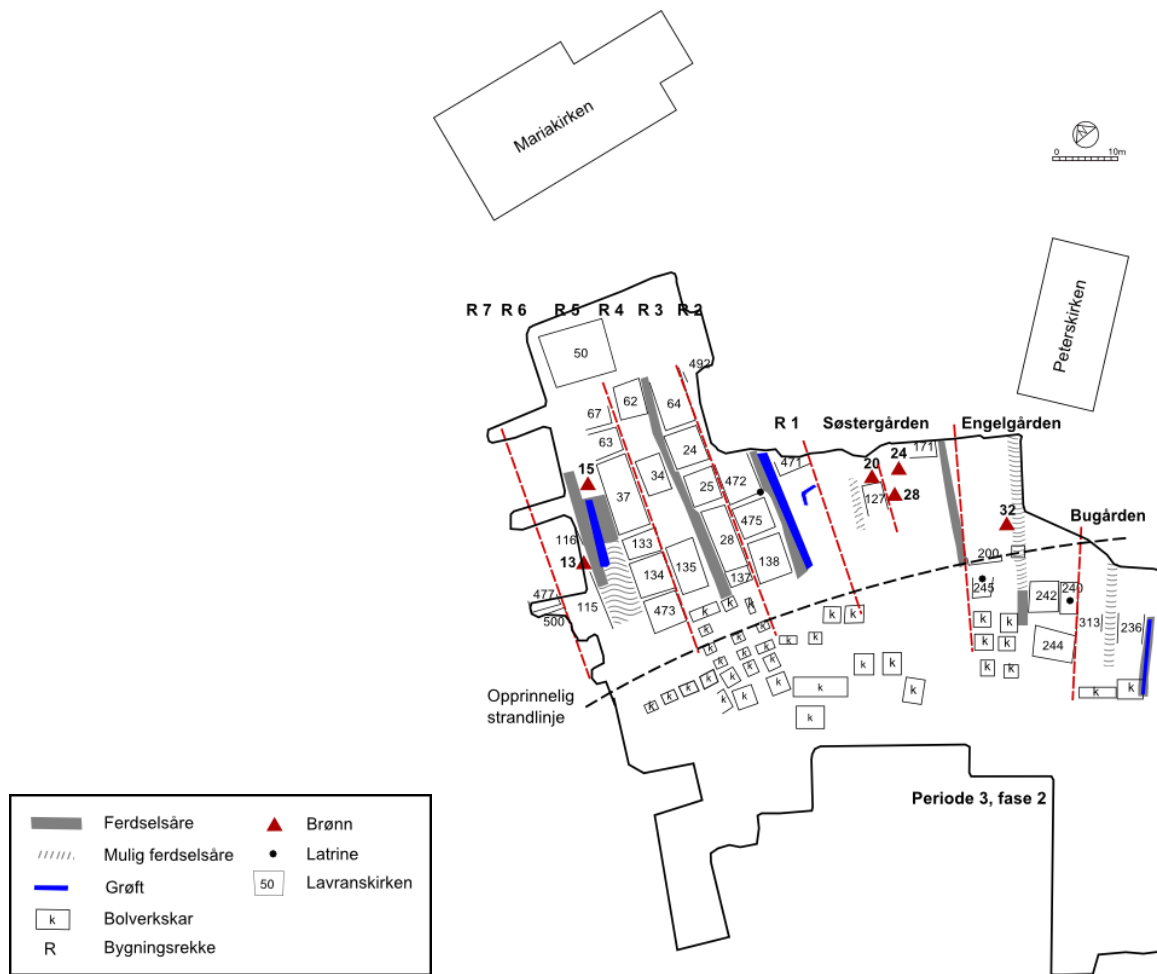 Mariakirken
0 10m
Peterskirken
R 7 R 6 R 5 R 4 R 3 R 2
50
492
62
64
67
R 1 Søstergården Engelgården
63
24
171
471
20 24
15
34
472
37
25
127 28
Bugården
475
32
116
133
28
200
13
135
138
134
137
245
242
240
477
115
473
500
313
236
244
k k k
k k k
k k k k k
k k k k k k
k k k k
k k k k k k
k k k k k
k k k
k k k
k k
Opprinnelig
strandlinje
Periode 3, fase 2
Ferdselsåre
Brønn
Mulig ferdselsåre
Latrine
Grøft
50 Lavranskirken
k Bolverkskar
R Bygningsrekke